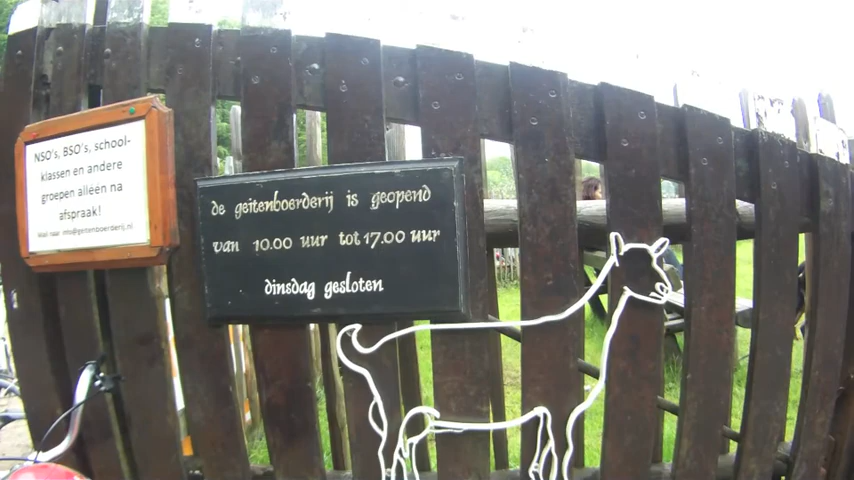 NSO's, BSO's, school-
klassen en andere
groepen alléén na
afspraak!
Mail naar info@geitenboerderij.nl
de geitenboerderij is geopend
van 10.00 uur tot 17.00 uur
dinsdag gesloten